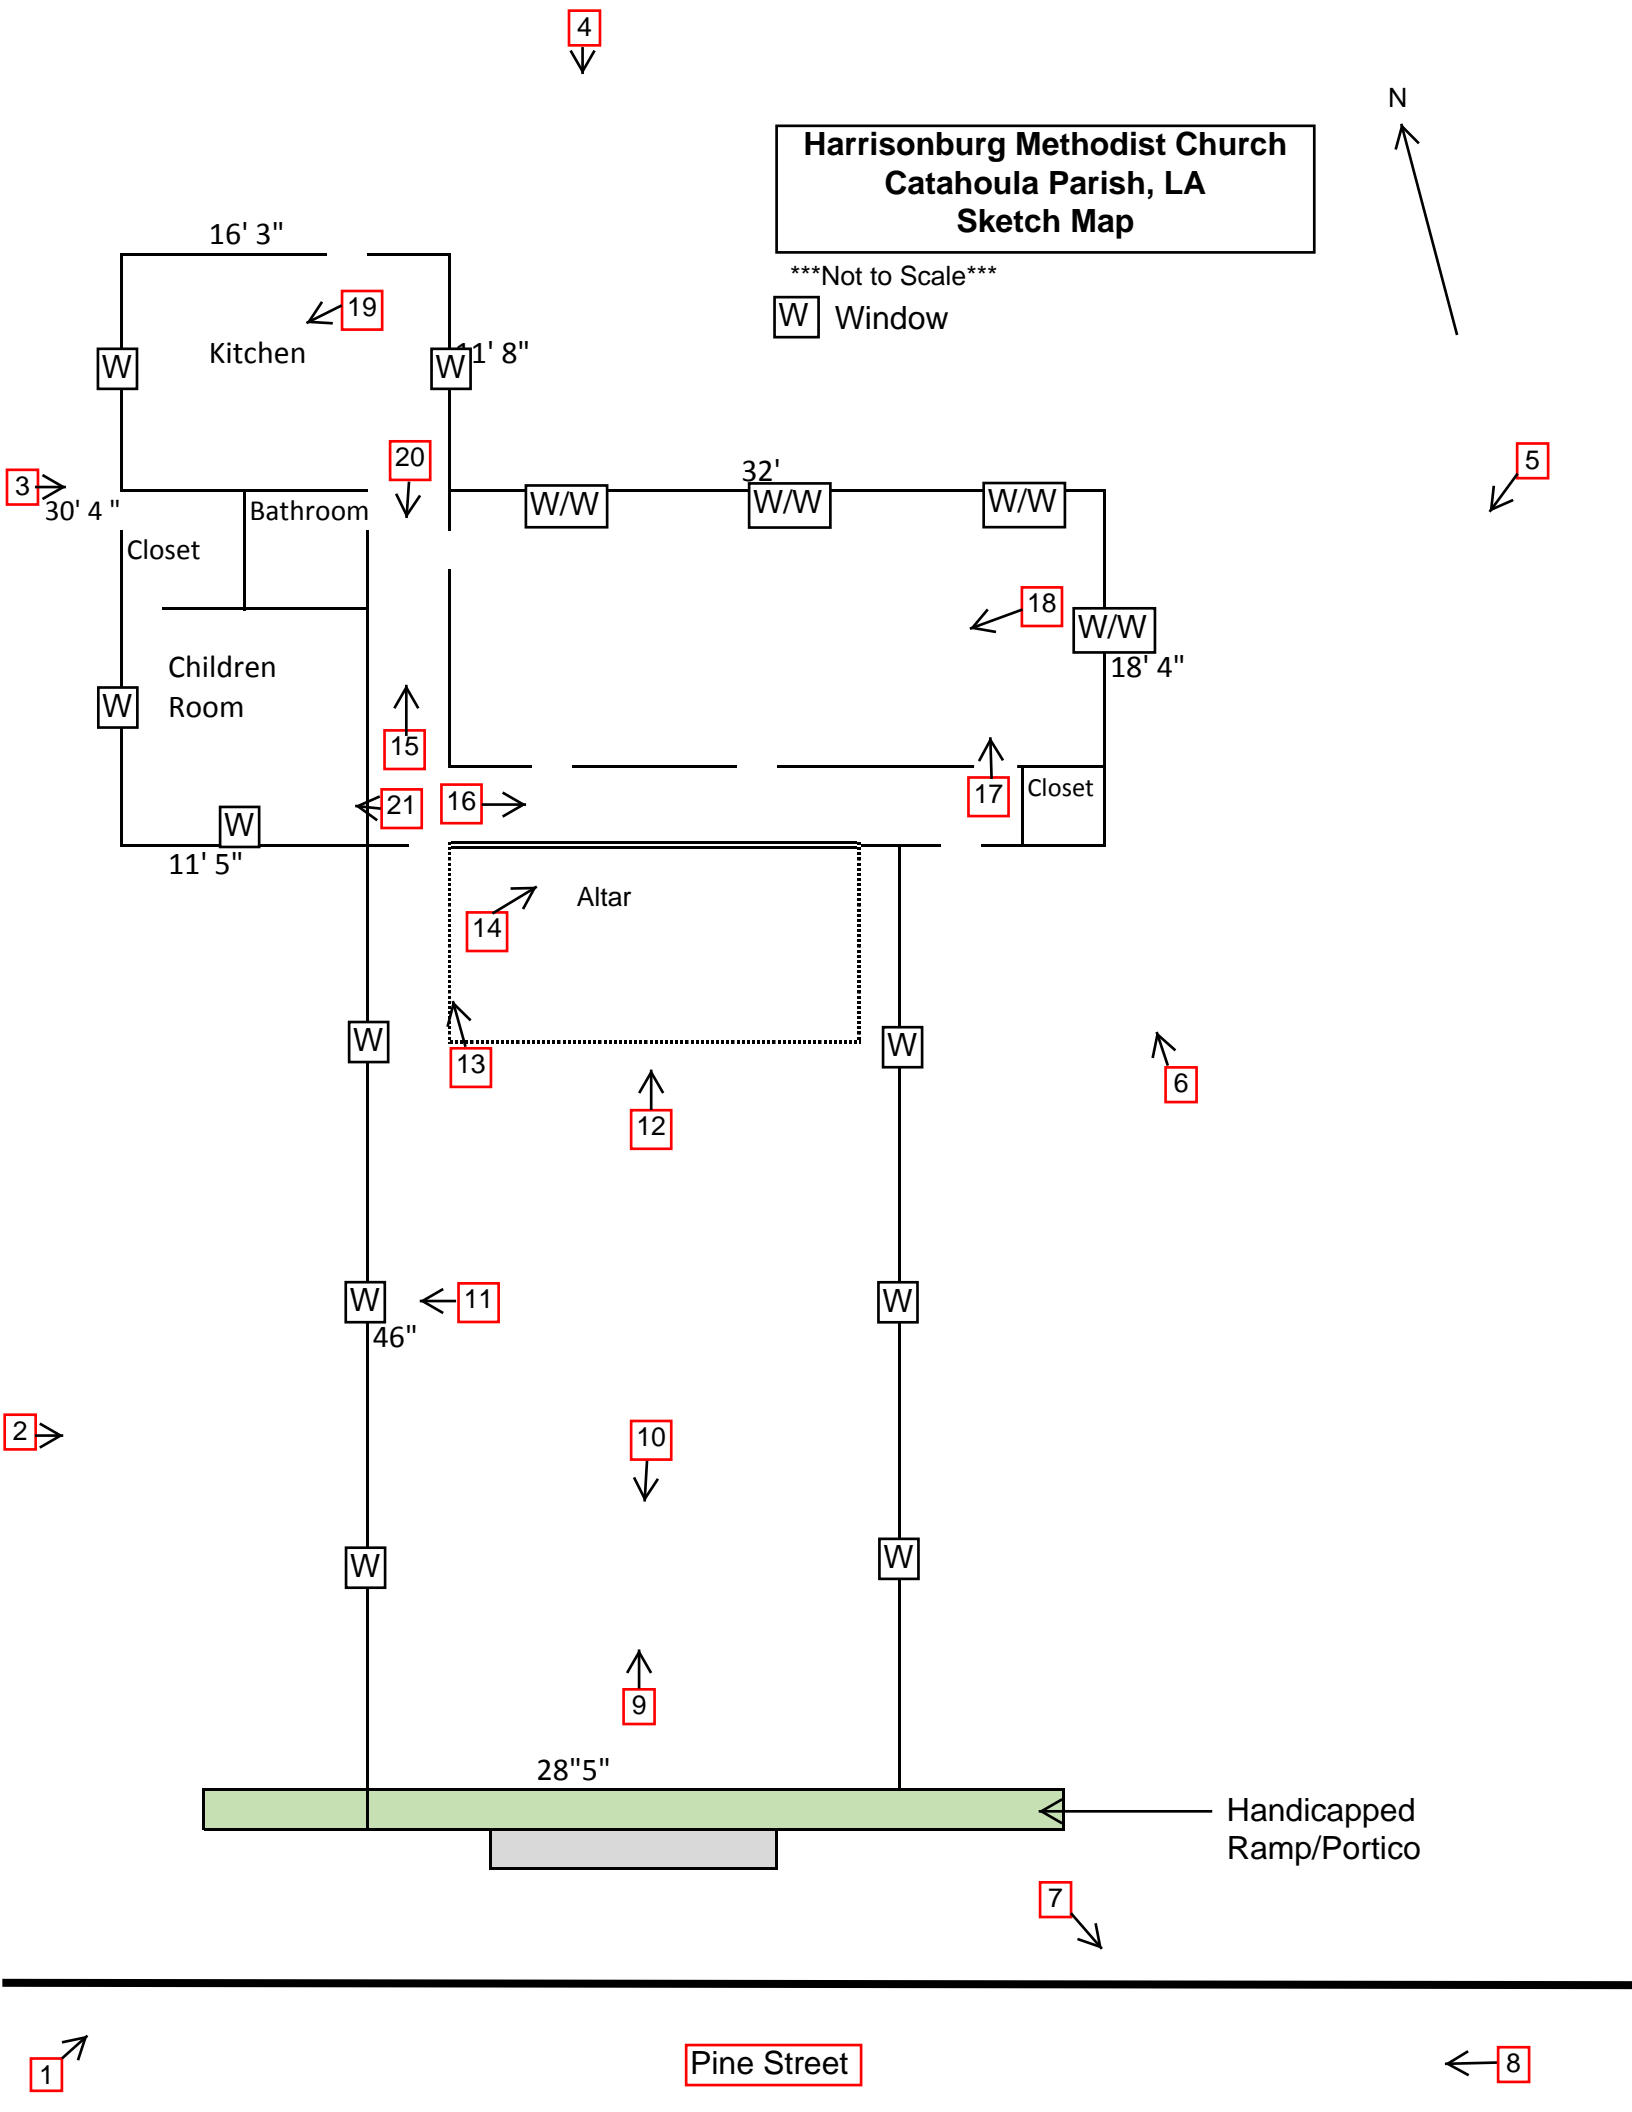 4
N
Harrisonburg Methodist Church
Catahoula Parish, LA
Sketch Map
***Not to Scale***
W Window
16' 3"
19
Kitchen
W
W
11' 8"
20
3
30' 4 "
Bathroom
Closet
32'
W/W
W/W
W/W
5
18
W/W
18' 4"
Children
Room
W
15
21
16
17
Closet
W
11' 5"
Altar
14
W
13
W
12
6
W
11
W
46"
2
10
W
W
9
28"5"
Handicapped
Ramp/Portico
7
1
Pine Street
8